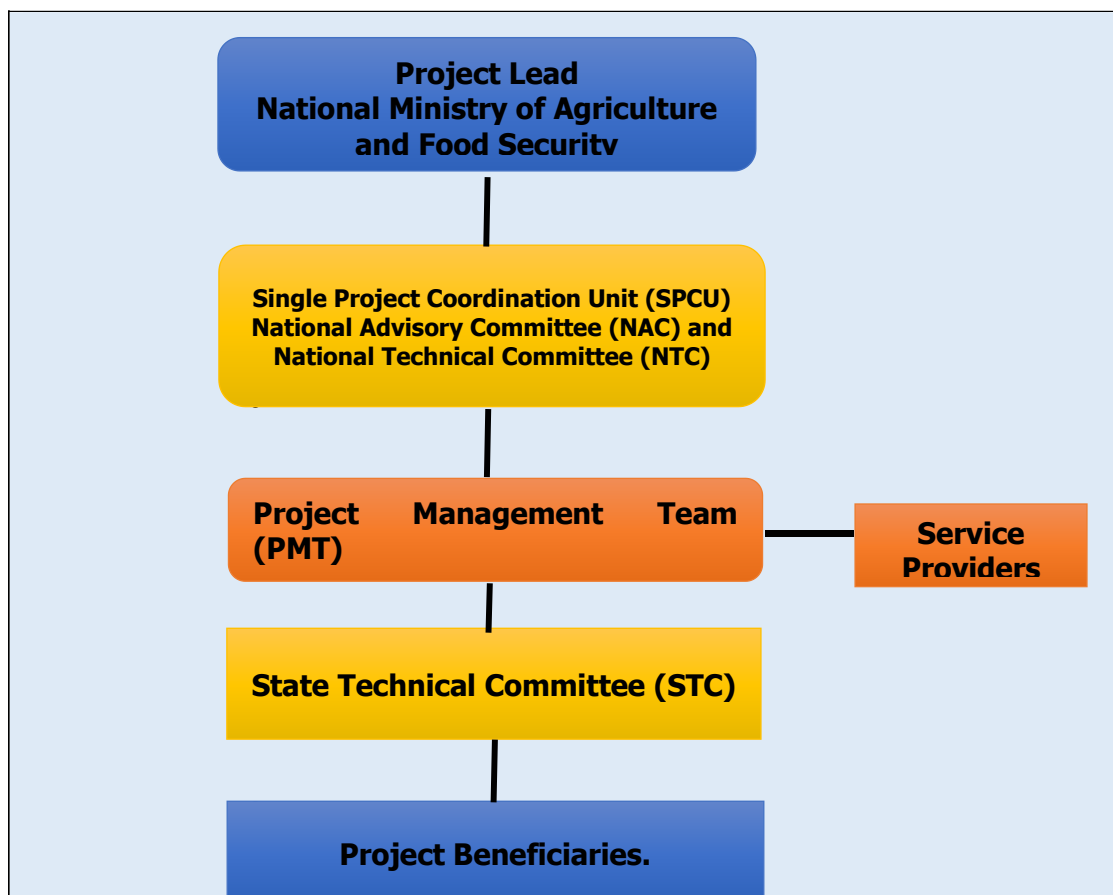 Project Lead
National Ministry of Agriculture
and Food Security
Single Project Coordination Unit (SPCU)
National Advisory Committee (NAC) and
National Technical Committee (NTC)
Project Management Team
(PMT)
Service
Providers
State Technical Committee (STC)
Project Beneficiaries.